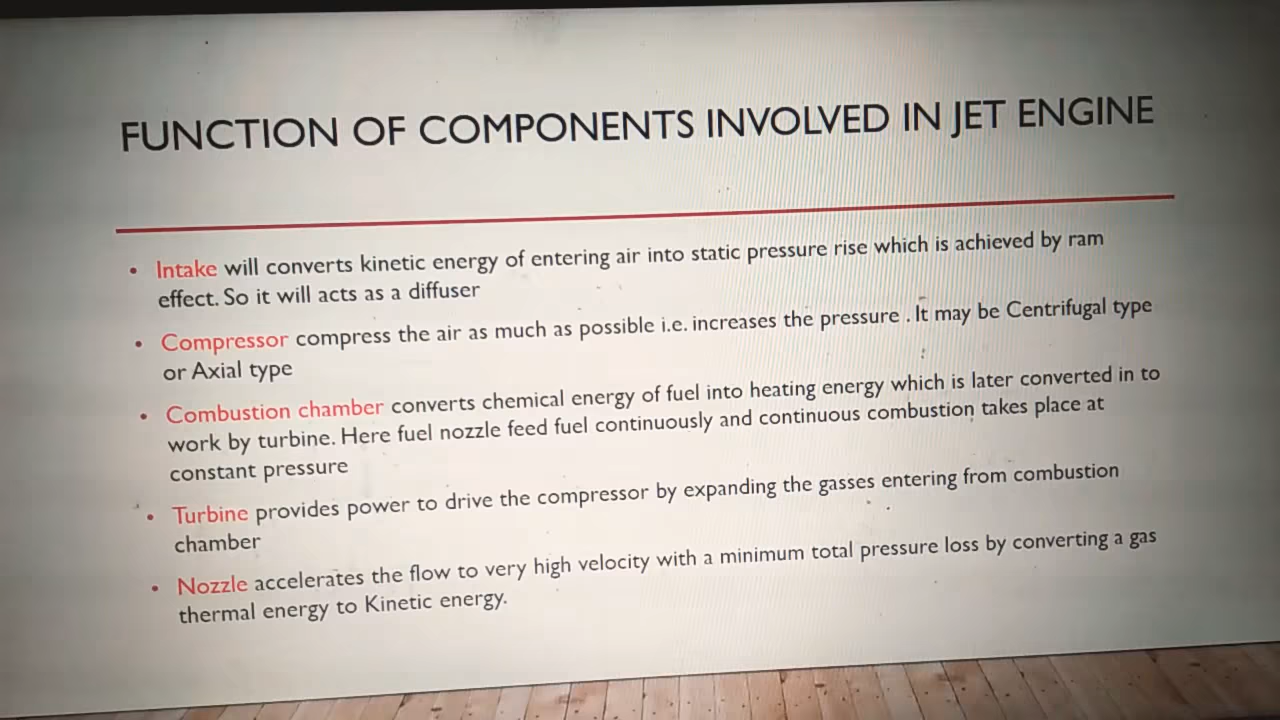 FUNCTION OF COMPONENTS INVOLVED IN JET ENGINE
• Intake will converts kinetic energy of entering air into static pressure rise which is achieved by ram
effect. So it will acts as a diffuser
• Compressor compress the air as much as possible i.e. increases the pressure . It may be Centrifugal type
or Axial type
• Combustion chamber converts chemical energy of fuel into heating energy which is later converted in to
work by turbine. Here fuel nozzle feed fuel continuously and continuous combustion takes place at
constant pressure
• Turbine provides power to drive the compressor by expanding the gasses entering from combustion
chamber
• Nozzle accelerates the flow to very high velocity with a minimum total pressure loss by converting a gas
thermal energy to Kinetic energy.